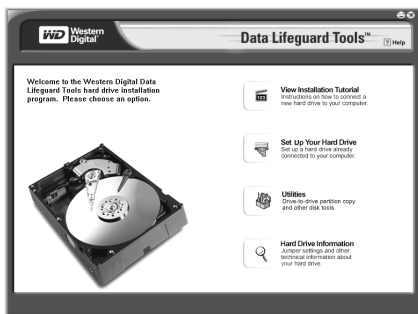 WD Western
Digital
Data Lifeguard Tools™
? Help
Welcome to the Western Digital Data
Lifeguard Tools hard drive installation
program. Please choose an option.
123
View Installation Tutorial
Instructions on how to connect a
new hard drive to your computer.
Set Up Your Hard Drive
Set up a hard drive already
connected to your computer.
Utilities
Drive-to-drive partition copy
and other disk tools.
Hard Drive Information
Jumper settings and other
technical information about
your hard drive.